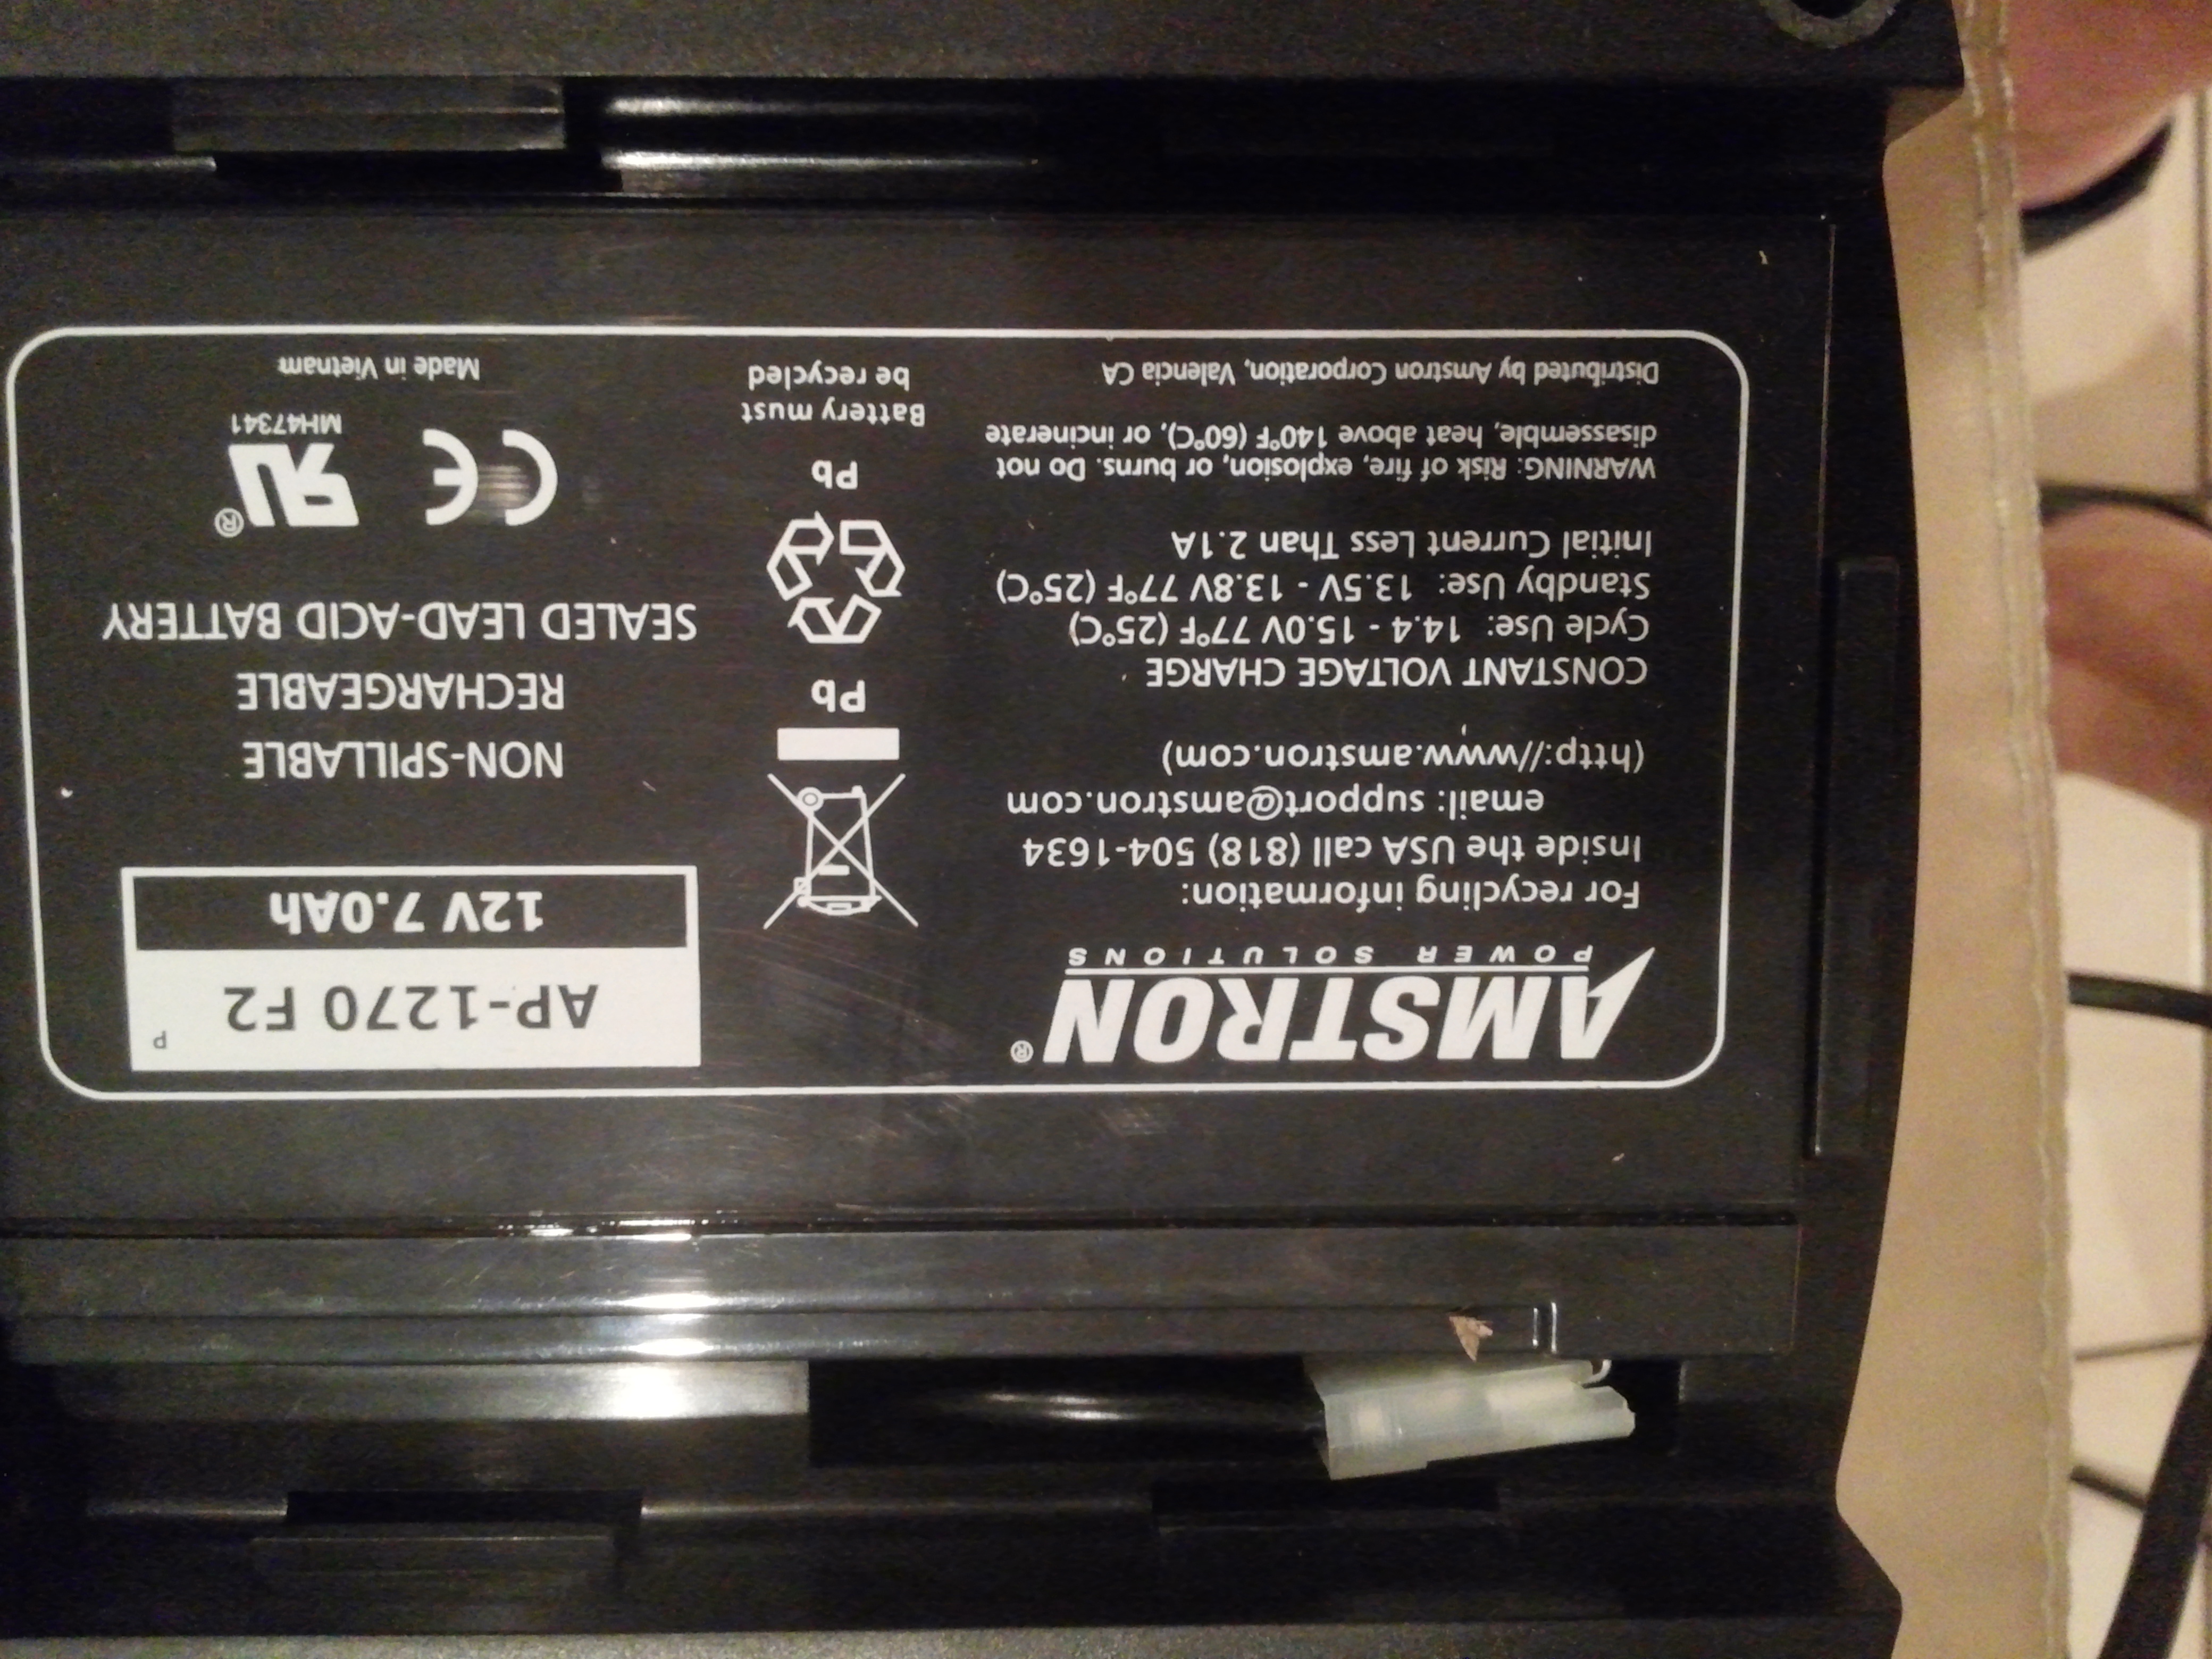 AMSTRON®
POWER SOLUTIONS
For recycling information:
Inside the USA call (818) 504-1634
email: support@amstron.com
(http://www.amstron.com)
CONSTANT VOLTAGE CHARGE
Cycle Use: 14.4 - 15.0V 77°F (25°C)
Standby Use: 13.5V - 13.8V 77°F (25°C)
Initial Current Less Than 2.1A
WARNING: Risk of fire, explosion, or burns. Do not
disassemble, heat above 140°F (60°C), or incinerate
Distributed by Amstron Corporation, Valencia CA
Pb
Pb
Battery must
be recycled
P
AP-1270 F2
12V 7.0Ah
NON-SPILLABLE
RECHARGEABLE
SEALED LEAD-ACID BATTERY
CE
RU®
MH47341
Made in Vietnam